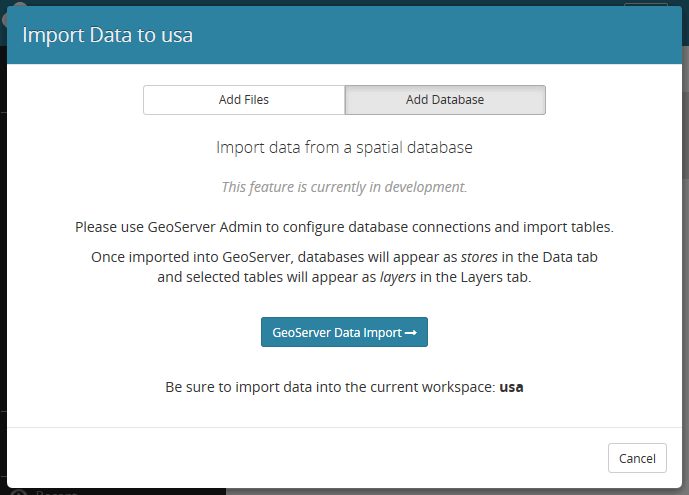 Import Data to usa
Add Files
Add Database
Import data from a spatial database
This feature is currently in development.
Please use GeoServer Admin to configure database connections and import tables.
Once imported into GeoServer, databases will appear as stores in the Data tab
and selected tables will appear as layers in the Layers tab.
GeoServer Data Import →
Be sure to import data into the current workspace: usa
Cancel